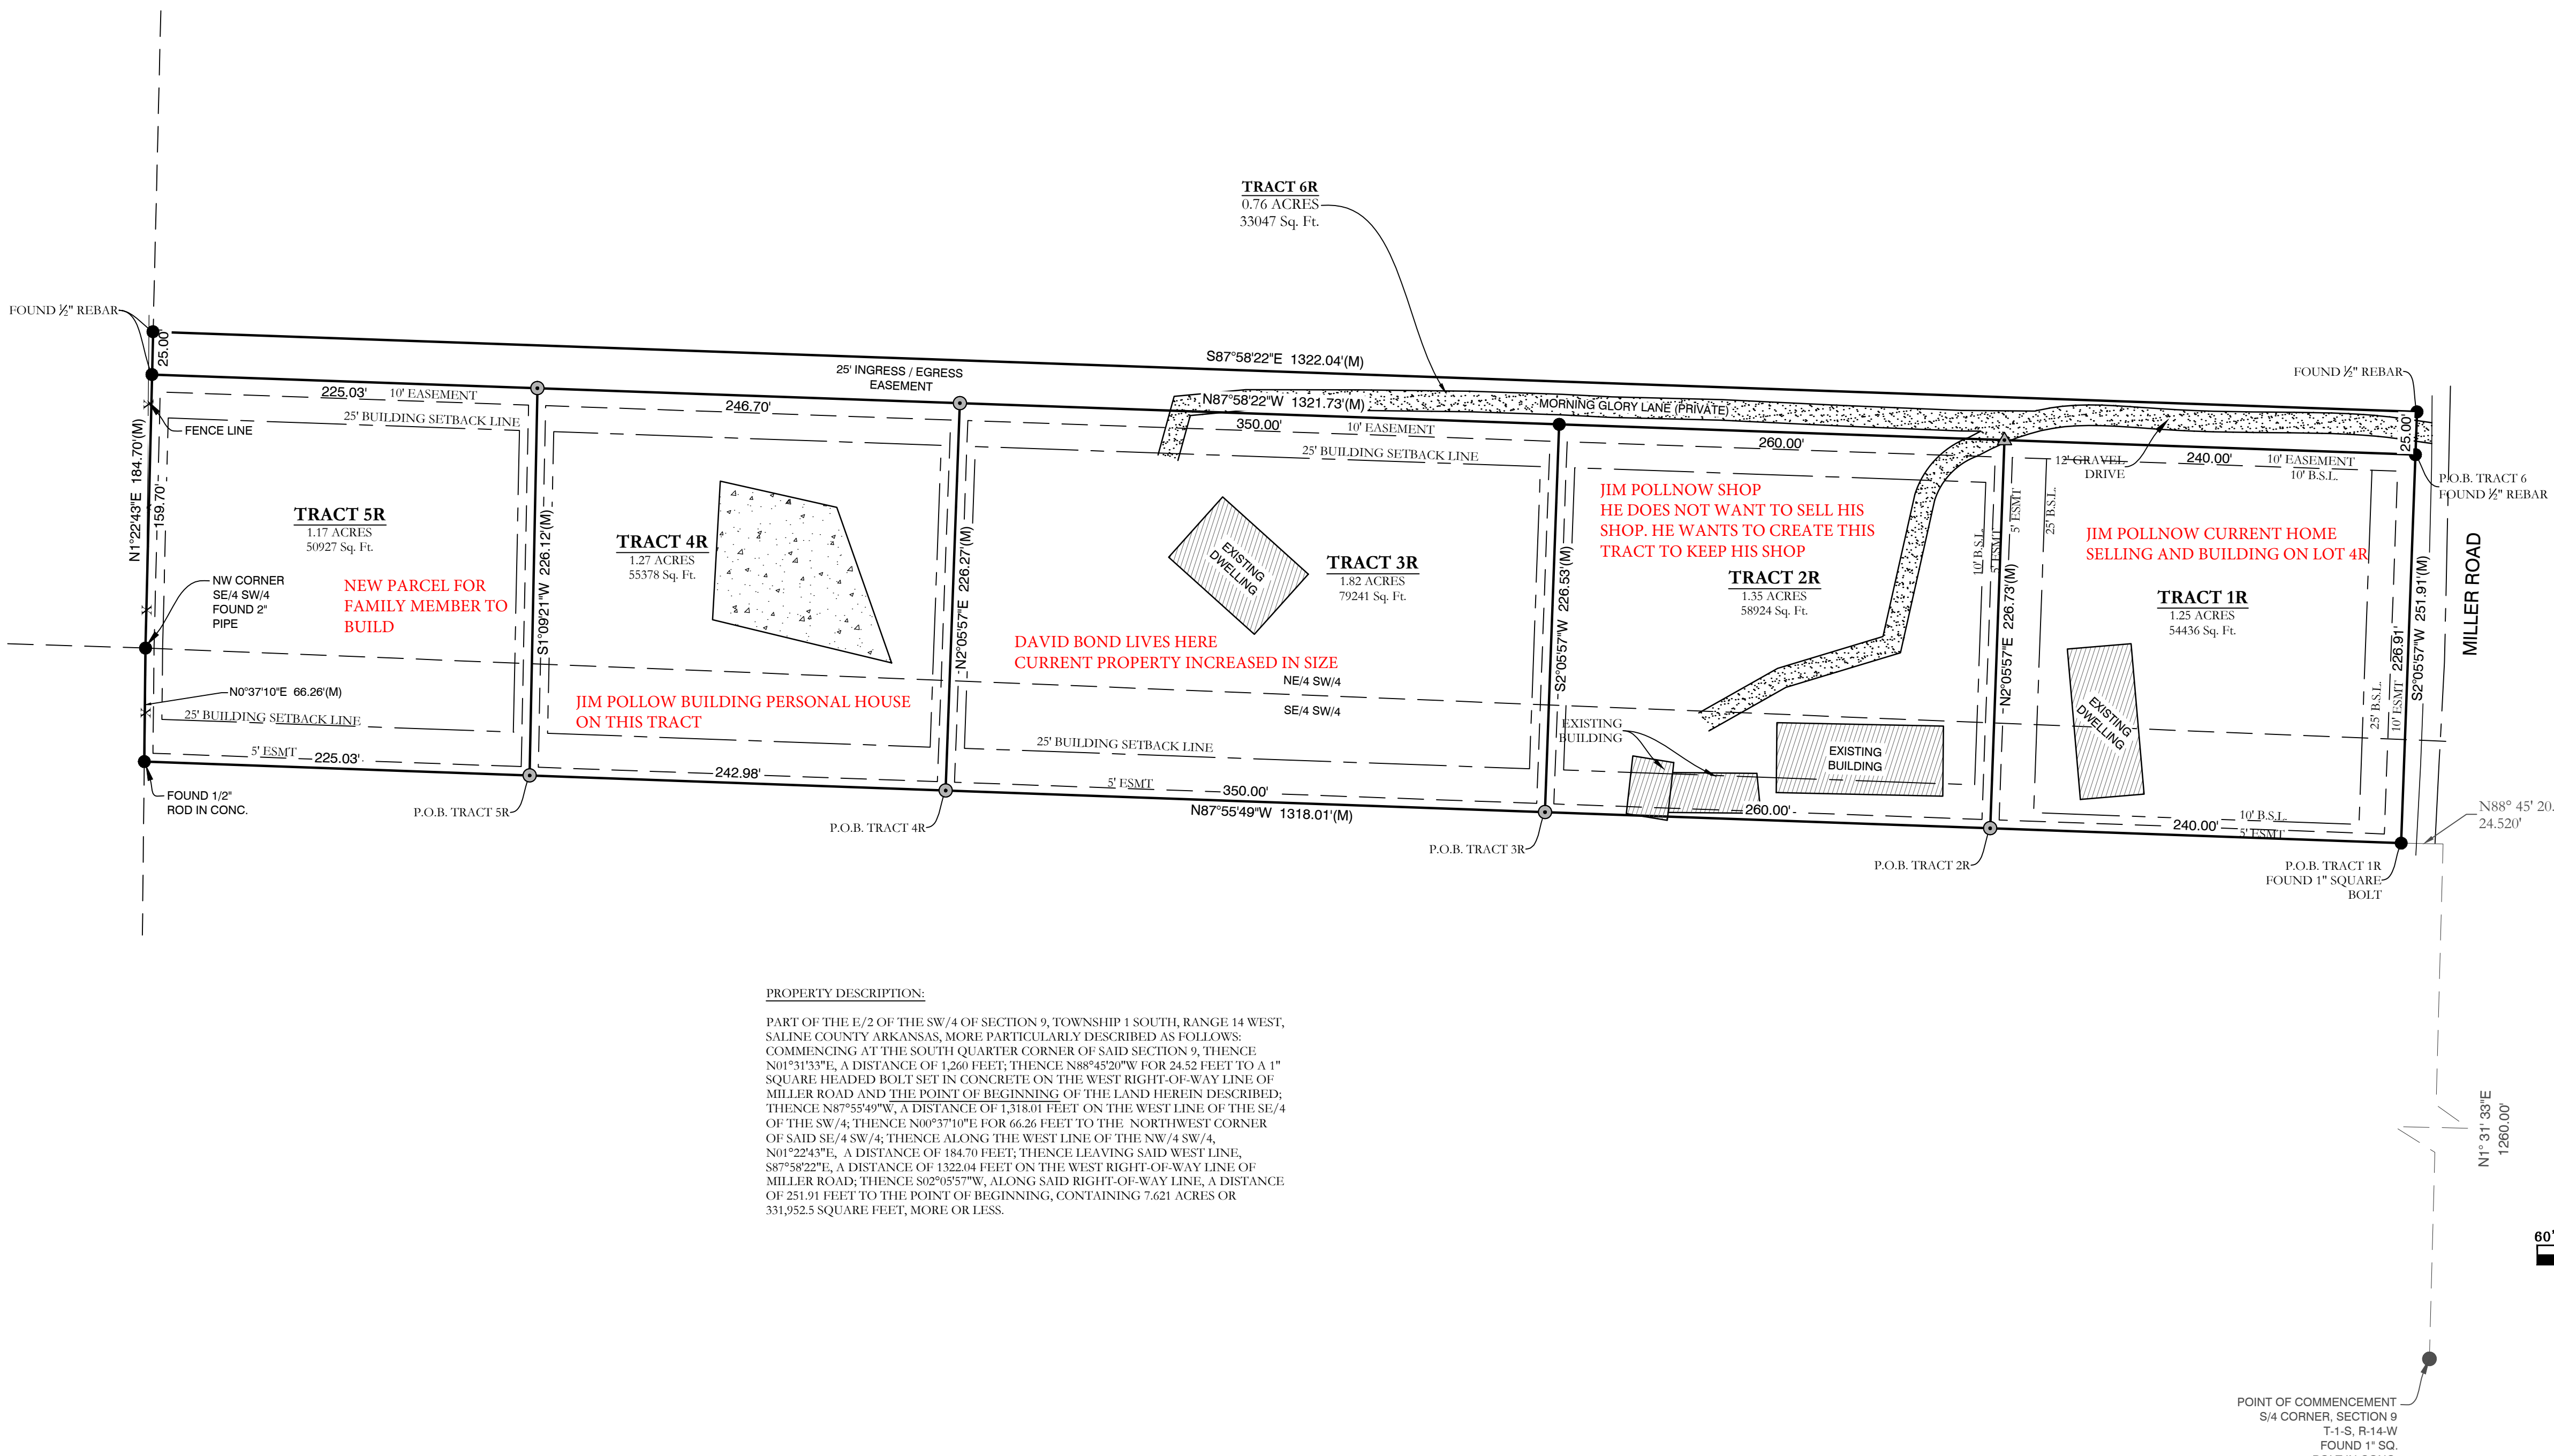 TRACT 6R
0.76 ACRES
33047 Sq. Ft.
FOUND ½" REBAR
25.00'
S87°58'22"E 1322.04'(M)
25' INGRESS / EGRESS
EASEMENT
FOUND ½" REBAR
225.03'
10' EASEMENT
246.70'
N87°58'22"W 1321.73'(M)
MORNING GLORY LANE (PRIVATE)
25.00'
25' BUILDING SETBACK LINE
350.00'
10' EASEMENT
260.00'
FENCE LINE
25' BUILDING SETBACK LINE
12' GRAVEL
DRIVE
240.00'
10' EASEMENT
10' B.S.L.
P.O.B. TRACT 6
FOUND ½" REBAR
N1°22'43"E 184.70'(M)
159.70'
TRACT 5R
1.17 ACRES
50927 Sq. Ft.
NEW PARCEL FOR
FAMILY MEMBER TO
BUILD
NW CORNER
SE/4 SW/4
FOUND 2"
PIPE
S1°09'21"W 226.12'(M)
TRACT 4R
1.27 ACRES
55378 Sq. Ft.
JIM POLLOW BUILDING PERSONAL HOUSE
ON THIS TRACT
N2°05'57"E 226.27'(M)
EXISTING
DWELLING
TRACT 3R
1.82 ACRES
79241 Sq. Ft.
DAVID BOND LIVES HERE
CURRENT PROPERTY INCREASED IN SIZE
NE/4 SW/4
SE/4 SW/4
S2°05'57"W 226.53'(M)
JIM POLLNOW SHOP
HE DOES NOT WANT TO SELL HIS
SHOP. HE WANTS TO CREATE THIS
TRACT TO KEEP HIS SHOP
TRACT 2R
1.35 ACRES
58924 Sq. Ft.
10' B.S.L.
5' ESMT
N2°05'57"E 226.73'(M)
5' ESMT
25' B.S.L.
JIM POLLNOW CURRENT HOME
SELLING AND BUILDING ON LOT 4R
TRACT 1R
1.25 ACRES
54436 Sq. Ft.
EXISTING
DWELLING
25' B.S.L.
10' ESMT
226.91'
S2°05'57"W 251.91'(M)
MILLER ROAD
N0°37'10"E 66.26'(M)
25' BUILDING SETBACK LINE
25' BUILDING SETBACK LINE
EXISTING
BUILDING
EXISTING
BUILDING
5' ESMT
225.03'
242.98'
5' ESMT
350.00'
N87°55'49"W 1318.01'(M)
260.00'
10' B.S.L.
240.00'
5' ESMT
N88° 45' 20.
24.520'
FOUND 1/2"
ROD IN CONC.
P.O.B. TRACT 5R
P.O.B. TRACT 4R
P.O.B. TRACT 3R
P.O.B. TRACT 2R
P.O.B. TRACT 1R
FOUND 1" SQUARE
BOLT
PROPERTY DESCRIPTION:
PART OF THE E/2 OF THE SW/4 OF SECTION 9, TOWNSHIP 1 SOUTH, RANGE 14 WEST,
SALINE COUNTY ARKANSAS, MORE PARTICULARLY DESCRIBED AS FOLLOWS:
COMMENCING AT THE SOUTH QUARTER CORNER OF SAID SECTION 9, THENCE
N01°31'33"E, A DISTANCE OF 1,260 FEET; THENCE N88°45'20"W FOR 24.52 FEET TO A 1"
SQUARE HEADED BOLT SET IN CONCRETE ON THE WEST RIGHT-OF-WAY LINE OF
MILLER ROAD AND THE POINT OF BEGINNING OF THE LAND HEREIN DESCRIBED;
THENCE N87°55'49"W, A DISTANCE OF 1,318.01 FEET ON THE WEST LINE OF THE SE/4
OF THE SW/4; THENCE N00°37'10"E FOR 66.26 FEET TO THE NORTHWEST CORNER
OF SAID SE/4 SW/4; THENCE ALONG THE WEST LINE OF THE NW/4 SW/4,
N01°22'43"E, A DISTANCE OF 184.70 FEET; THENCE LEAVING SAID WEST LINE,
S87°58'22"E, A DISTANCE OF 1322.04 FEET ON THE WEST RIGHT-OF-WAY LINE OF
MILLER ROAD; THENCE S02°05'57"W, ALONG SAID RIGHT-OF-WAY LINE, A DISTANCE
OF 251.91 FEET TO THE POINT OF BEGINNING, CONTAINING 7.621 ACRES OR
331,952.5 SQUARE FEET, MORE OR LESS.
N1° 31' 33"E
1260.00'
60'
POINT OF COMMENCEMENT
S/4 CORNER, SECTION 9
T-1-S, R-14-W
FOUND 1" SQ.